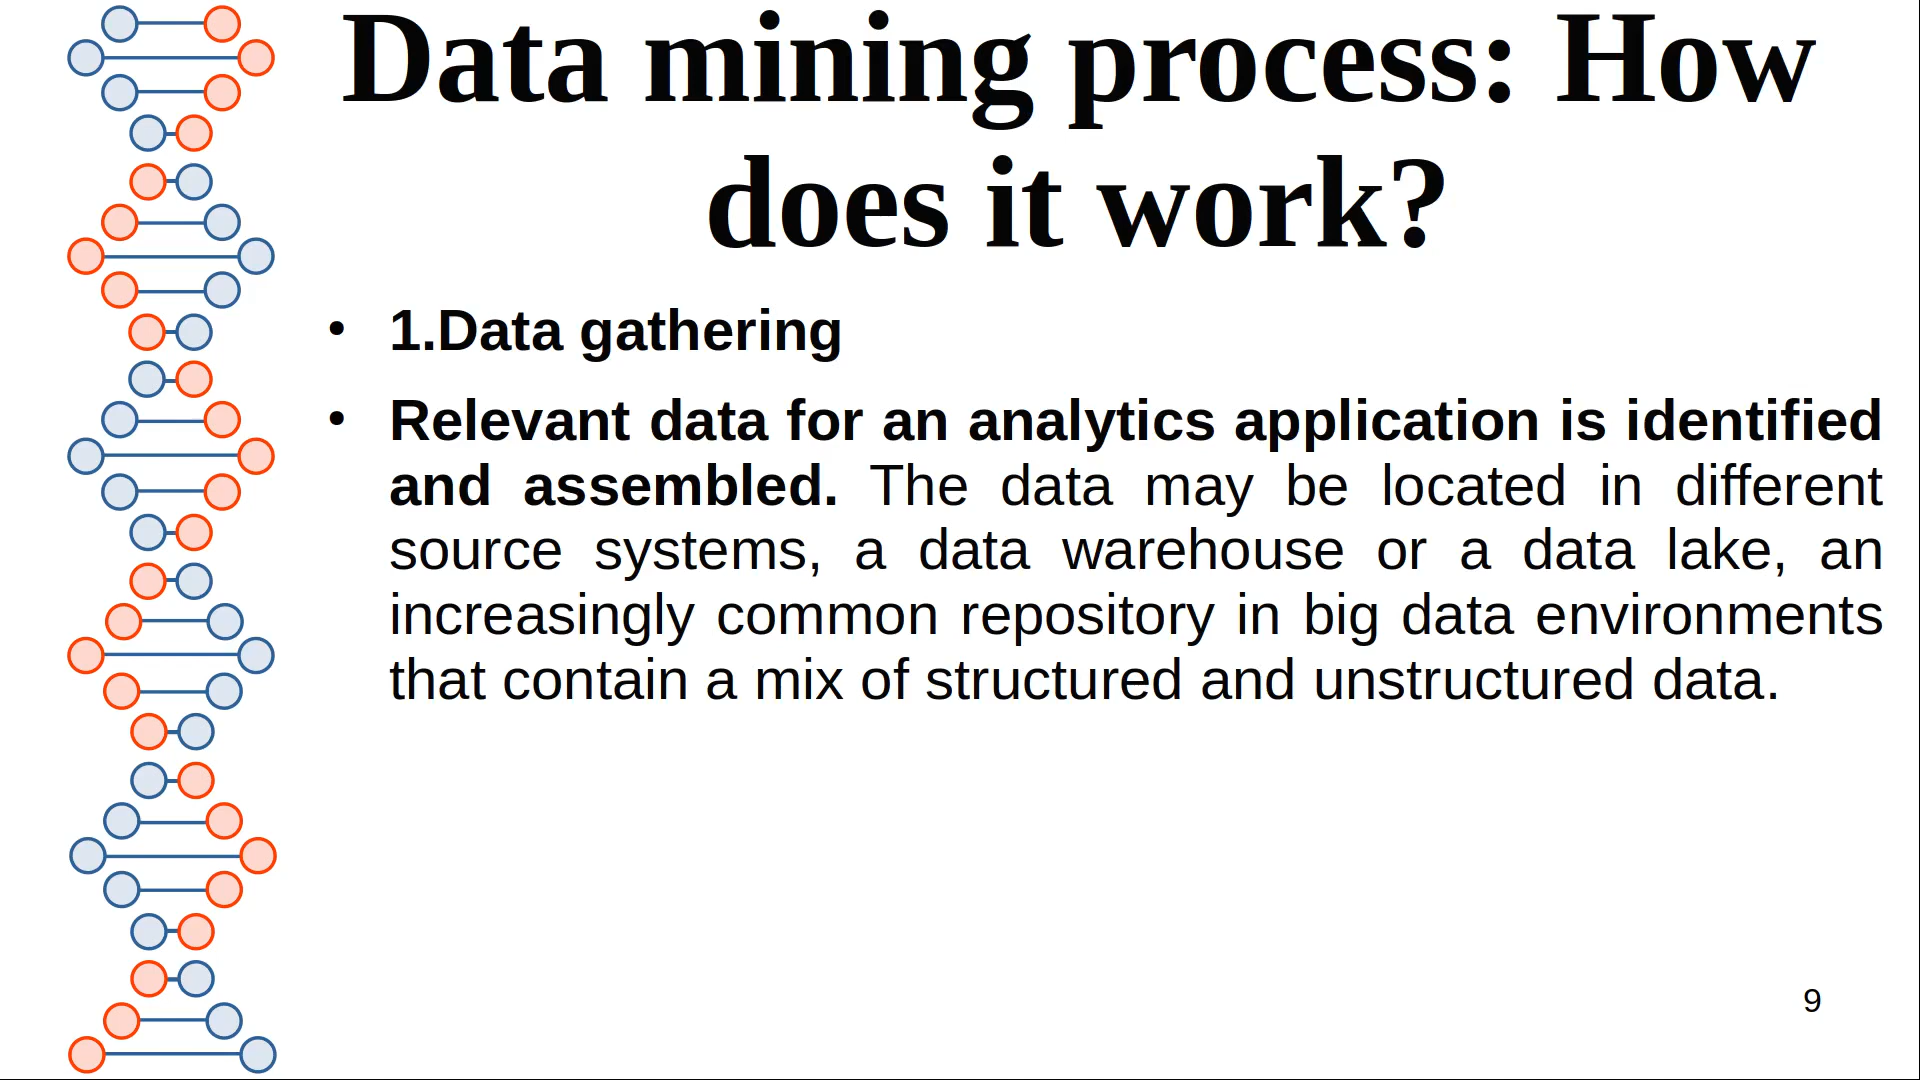 Data mining process: How
does it work?
• 1.Data gathering
• Relevant data for an analytics application is identified
and assembled. The data may be located in different
source systems, a data warehouse or a data lake, an
increasingly common repository in big data environments
that contain a mix of structured and unstructured data.
9